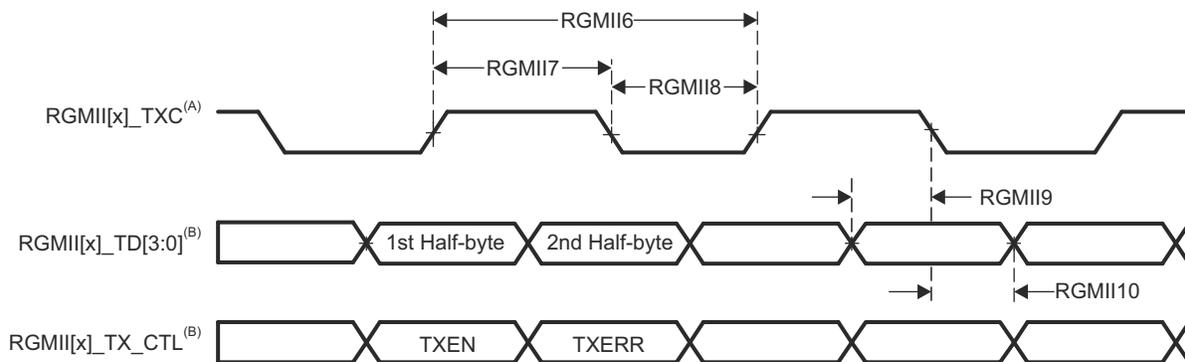 RGMII6
RGMII7
RGMII8
RGMII[x]_TXC(A)
RGMII9
RGMII[x]_TD[3:0](B)
1st Half-byte
2nd Half-byte
RGMII10
RGMII[x]_TX_CTL(B)
TXEN
TXERR